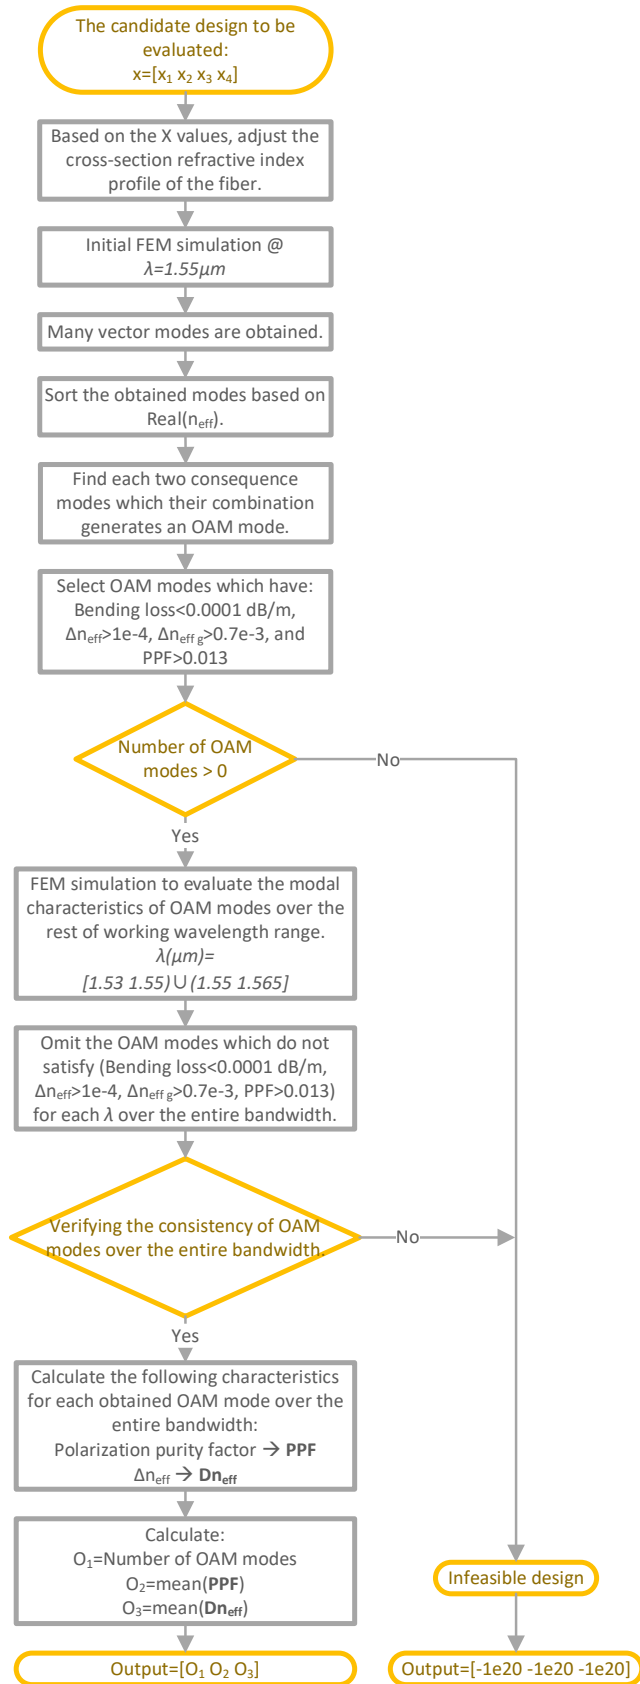 The candidate design to be
evaluated:
x=[x₁ x₂ x₃ x₄]
Based on the X values, adjust the
cross-section refractive index
profile of the fiber.
Initial FEM simulation @
λ=1.55μm
Many vector modes are obtained.
Sort the obtained modes based on
Real(n_eff).
Find each two consequence
modes which their combination
generates an OAM mode.
Select OAM modes which have:
Bending loss<0.0001 dB/m,
Δn_eff>1e-4, Δn_eff g>0.7e-3, and
PPF>0.013
Number of OAM
modes > 0
No
Yes
FEM simulation to evaluate the modal
characteristics of OAM modes over the
rest of working wavelength range.
λ(μm)=
[1.53 1.55)∪(1.55 1.565]
Omit the OAM modes which do not
satisfy (Bending loss<0.0001 dB/m,
Δn_eff>1e-4, Δn_eff g>0.7e-3, PPF>0.013)
for each λ over the entire bandwidth.
Verifying the consistency of OAM
modes over the entire bandwidth.
No
Yes
Calculate the following characteristics
for each obtained OAM mode over the
entire bandwidth:
Polarization purity factor → PPF
Δn_eff → Dn_eff
Calculate:
O₁=Number of OAM modes
O₂=mean(PPF)
O₃=mean(Dn_eff)
Infeasible design
Output=[O₁ O₂ O₃]
Output=[-1e20 -1e20 -1e20]